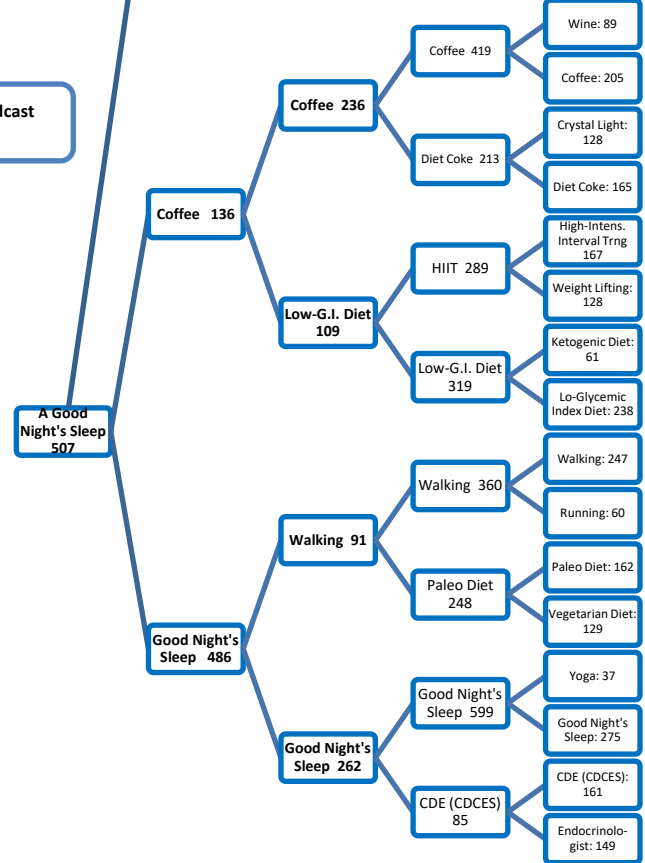 lcast
A Good
Night's Sleep
507
Coffee 136
Good Night's
Sleep 486
Coffee 236
Low-G.I. Diet
109
Walking 91
Good Night's
Sleep 262
Coffee 419
Diet Coke 213
HIIT 289
Low-G.I. Diet
319
Walking 360
Paleo Diet
248
Good Night's
Sleep 599
CDE (CDCES)
85
Wine: 89
Coffee: 205
Crystal Light:
128
Diet Coke: 165
High-Intens.
Interval Trng
167
Weight Lifting:
128
Ketogenic Diet:
61
Lo-Glycemic
Index Diet: 238
Walking: 247
Running: 60
Paleo Diet: 162
Vegetarian Diet:
129
Yoga: 37
Good Night's
Sleep: 275
CDE (CDCES):
161
Endocrinolo-
gist: 149